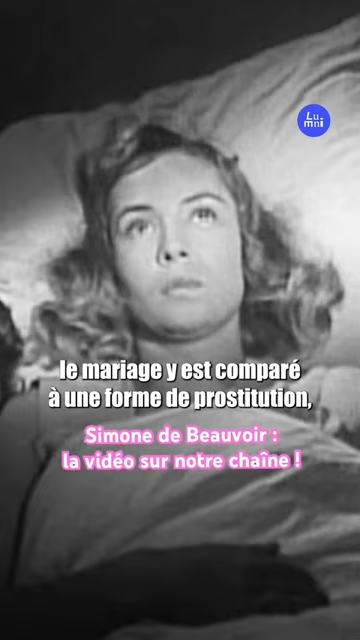 Lu
mni
le mariage y est comparé
à une forme de prostitution,
Simone de Beauvoir :
la vidéo sur notre chaîne !